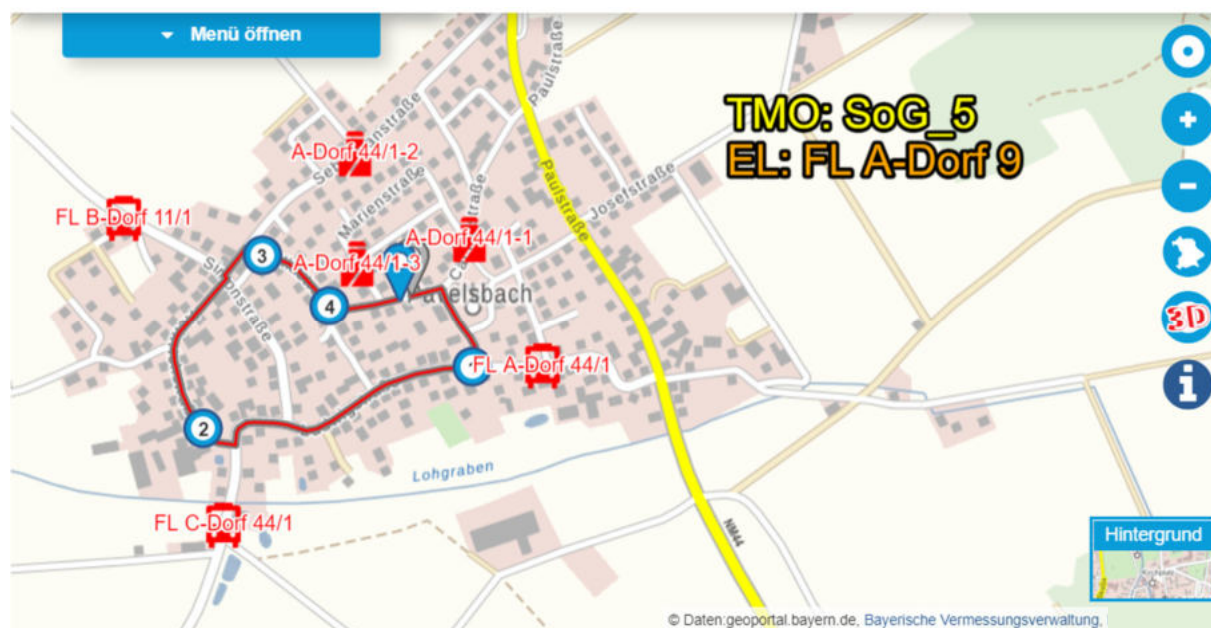 Menü öffnen
TMO: SoG_5
EL: FL A-Dorf 9
Paulstraße
A-Dorf 44/1-2
Marienstraße
Josefstraße
Paulstraße
FL B-Dorf 11/1
A-Dorf 44/1-1
A-Dorf 44/1-3
3
Simonstraße
4
3D
FL A-Dorf 44/1
2
Lohgraben
FL C-Dorf 44/1
NM44
Hintergrund
© Daten:geoportal.bayern.de, Bayerische Vermessungsverwaltung,